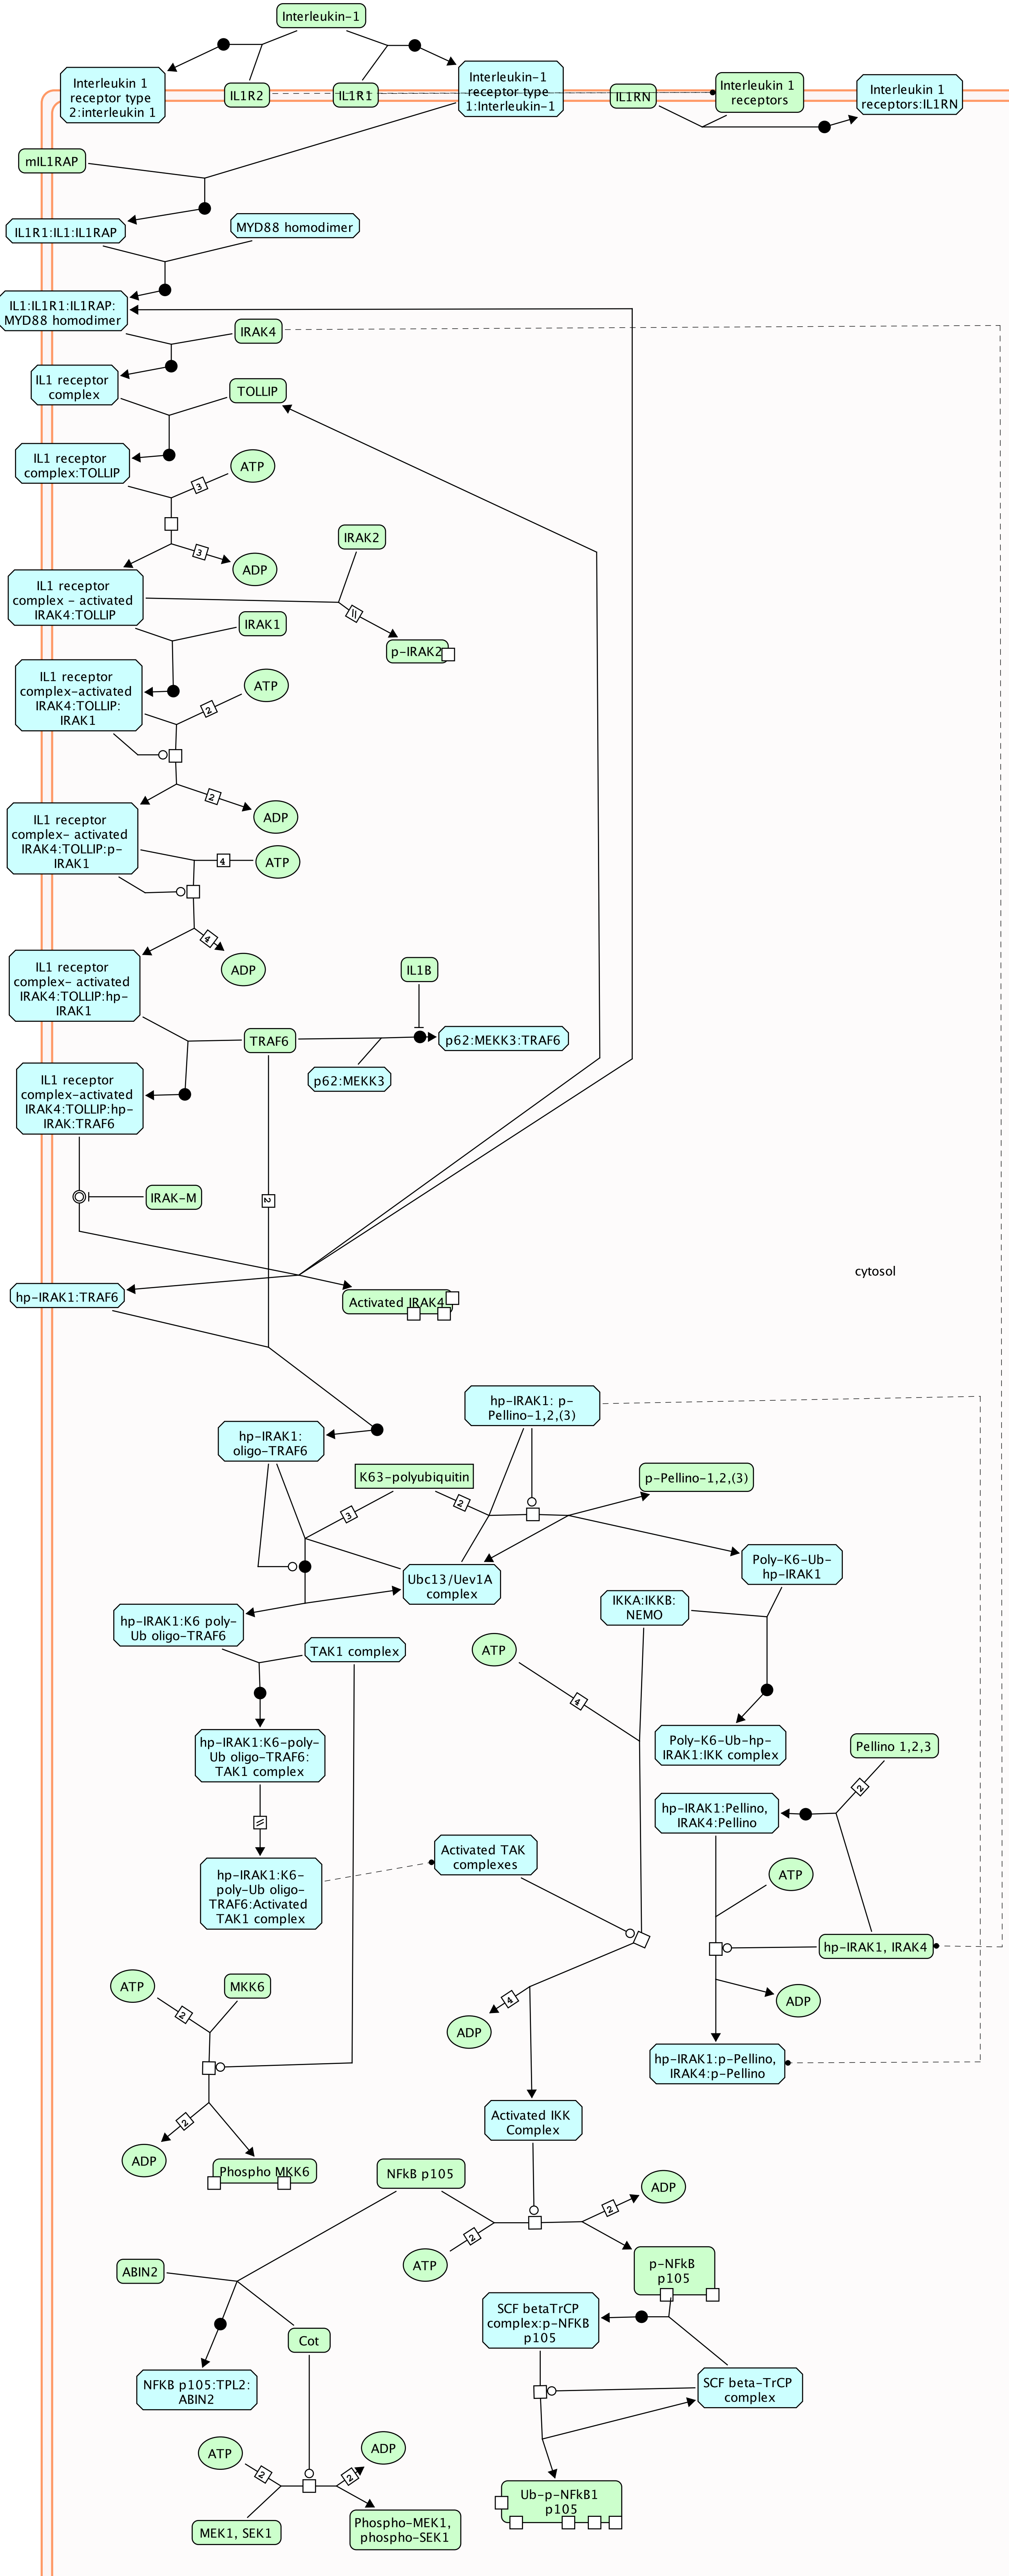 Interleukin-1
Interleukin 1
receptor type
2:interleukin 1
IL1R2
IL1R1
Interleukin-1
receptor type
1:Interleukin-1
IL1RN
Interleukin 1
receptors
Interleukin 1
receptors:IL1RN
mIL1RAP
IL1R1:IL1:IL1RAP
MYD88 homodimer
IL1:IL1R1:IL1RAP:
MYD88 homodimer
IRAK4
IL1 receptor
complex
TOLLIP
IL1 receptor
complex:TOLLIP
ATP
3
3
ADP
IRAK2
IL1 receptor
complex - activated
IRAK4:TOLLIP
IRAK1
p-IRAK2
IL1 receptor
complex-activated
IRAK4:TOLLIP:
IRAK1
ATP
2
2
ADP
IL1 receptor
complex- activated
IRAK4:TOLLIP:p-
IRAK1
4
ATP
4
ADP
IL1 receptor
complex- activated
IRAK4:TOLLIP:hp-
IRAK1
IL1B
TRAF6
p62:MEKK3:TRAF6
p62:MEKK3
IL1 receptor
complex-activated
IRAK4:TOLLIP:hp-
IRAK:TRAF6
IRAK-M
2
cytosol
hp-IRAK1:TRAF6
Activated IRAK4
hp-IRAK1: p-
Pellino-1,2,(3)
hp-IRAK1:
oligo-TRAF6
K63-polyubiquitin
p-Pellino-1,2,(3)
3
2
Ubc13/Uev1A
complex
Poly-K6-Ub-
hp-IRAK1
IKKA:IKKB:
NEMO
hp-IRAK1:K6 poly-
Ub oligo-TRAF6
TAK1 complex
ATP
4
hp-IRAK1:K6-poly-
Ub oligo-TRAF6:
TAK1 complex
Poly-K6-Ub-hp-
IRAK1:IKK complex
Pellino 1,2,3
2
hp-IRAK1:Pellino,
IRAK4:Pellino
Activated TAK
complexes
hp-IRAK1:K6-
poly-Ub oligo-
TRAF6:Activated
TAK1 complex
ATP
hp-IRAK1, IRAK4
ATP
MKK6
2
4
ADP
ADP
hp-IRAK1:p-Pellino,
IRAK4:p-Pellino
2
ADP
Phospho MKK6
Activated IKK
Complex
NFkB p105
ADP
2
2
ATP
ABIN2
p-NFkB
p105
SCF betaTrCP
complex:p-NFKB
p105
Cot
NFKB p105:TPL2:
ABIN2
SCF beta-TrCP
complex
ATP
ADP
2
2
MEK1, SEK1
Phospho-MEK1,
phospho-SEK1
Ub-p-NFkB1
p105